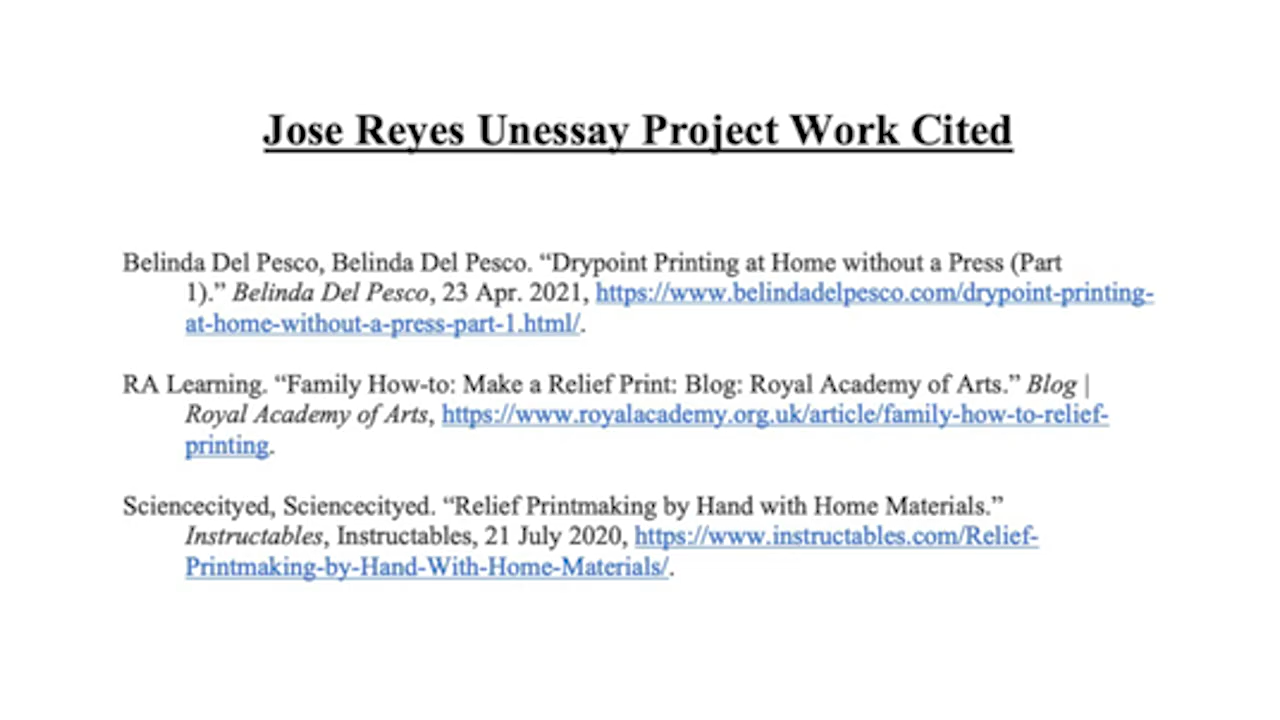 Jose Reyes Unessay Project Work Cited
Belinda Del Pesco, Belinda Del Pesco. “Drypoint Printing at Home without a Press (Part
1).” Belinda Del Pesco, 23 Apr. 2021, https://www.belindadelpesco.com/drypoint-printing-
at-home-without-a-press-part-1.html/.
RA Learning. “Family How-to: Make a Relief Print: Blog: Royal Academy of Arts.” Blog |
Royal Academy of Arts, https://www.royalacademy.org.uk/article/family-how-to-relief-
printing.
Sciencecityed, Sciencecityed. “Relief Printmaking by Hand with Home Materials.”
Instructables, Instructables, 21 July 2020, https://www.instructables.com/Relief-
Printmaking-by-Hand-With-Home-Materials/.